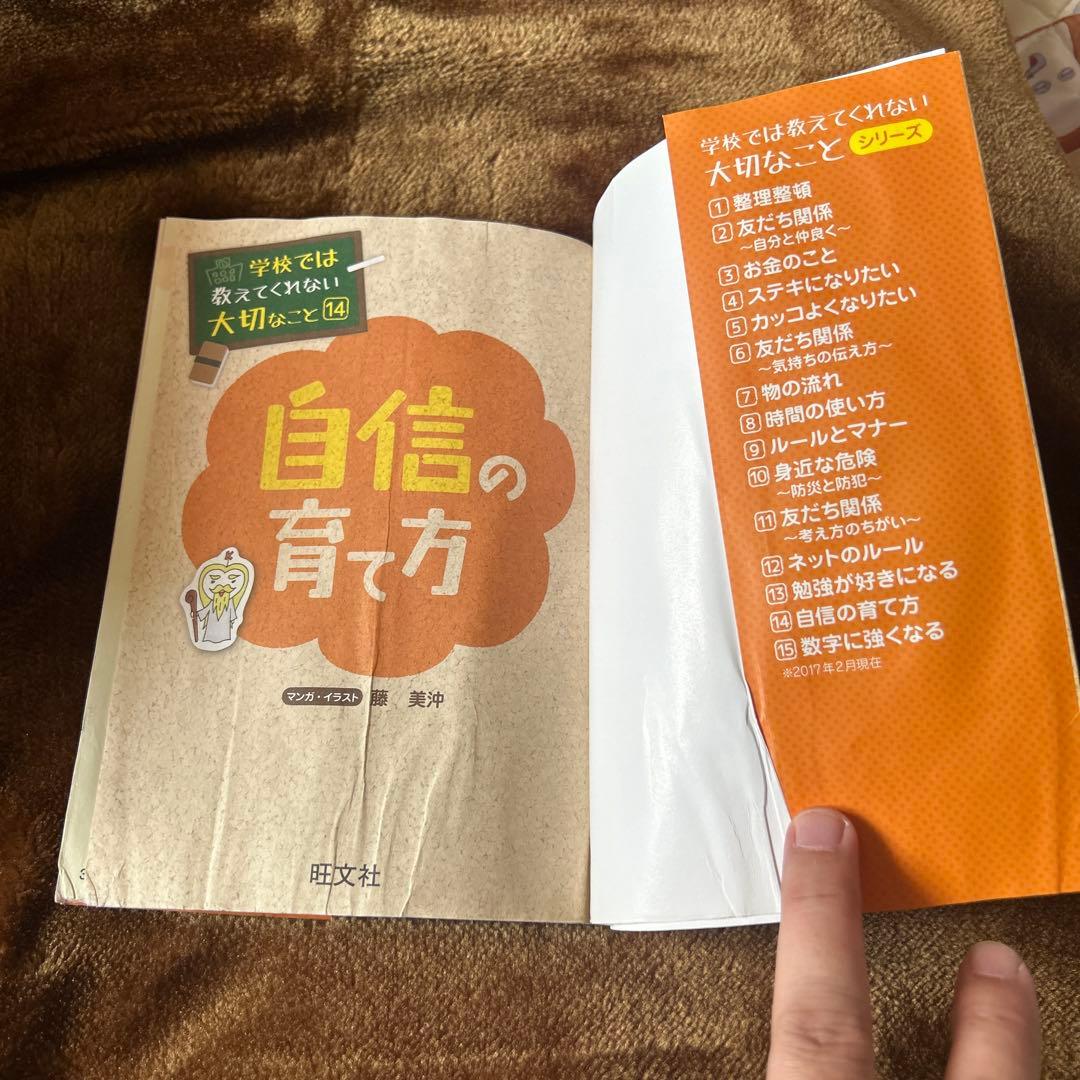 学校では
教えてくれない
大切なこと 14
自信の
育て方
マンガ・イラスト 藤 美沖
旺文社
3
学校では教えてくれない
大切なこと シリーズ
1 整理整頓
2 友だち関係
〜自分と仲良く〜
3 お金のこと
4 ステキになりたい
5 カッコよくなりたい
6 友だち関係
〜気持ちの伝え方〜
7 物の流れ
8 時間の使い方
9 ルールとマナー
10 身近な危険
〜防災と防犯〜
11 友だち関係
〜考え方のちがい〜
12 ネットのルール
13 勉強が好きになる
14 自信の育て方
15 数字に強くなる
※2017年2月現在